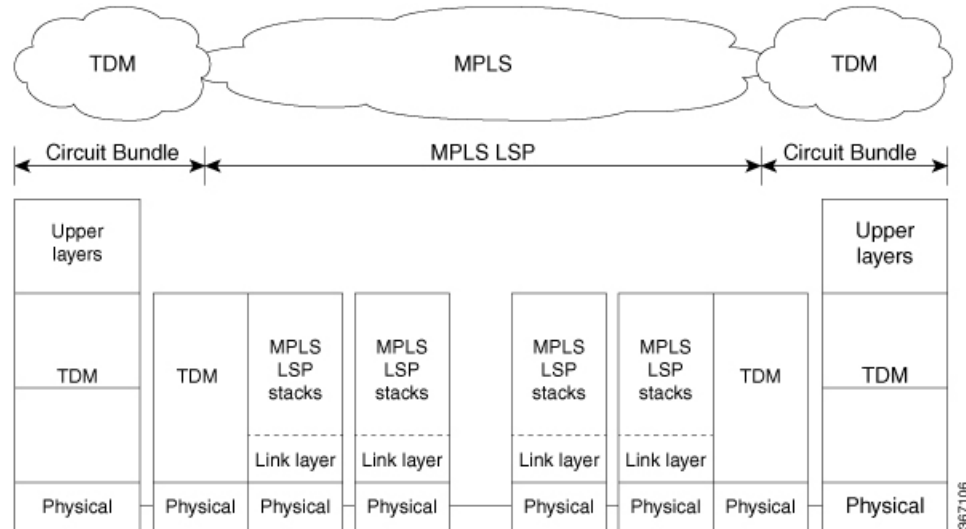 TDM
MPLS
TDM
Circuit Bundle
MPLS LSP
Circuit Bundle
Upper
layers
Upper
layers
TDM
TDM
MPLS
LSP
stacks
MPLS
LSP
stacks
MPLS
LSP
stacks
MPLS
LSP
stacks
TDM
TDM
Link layer
Link layer
Link layer
Link layer
Physical
Physical
Physical
Physical
Physical
Physical
Physical
Physical